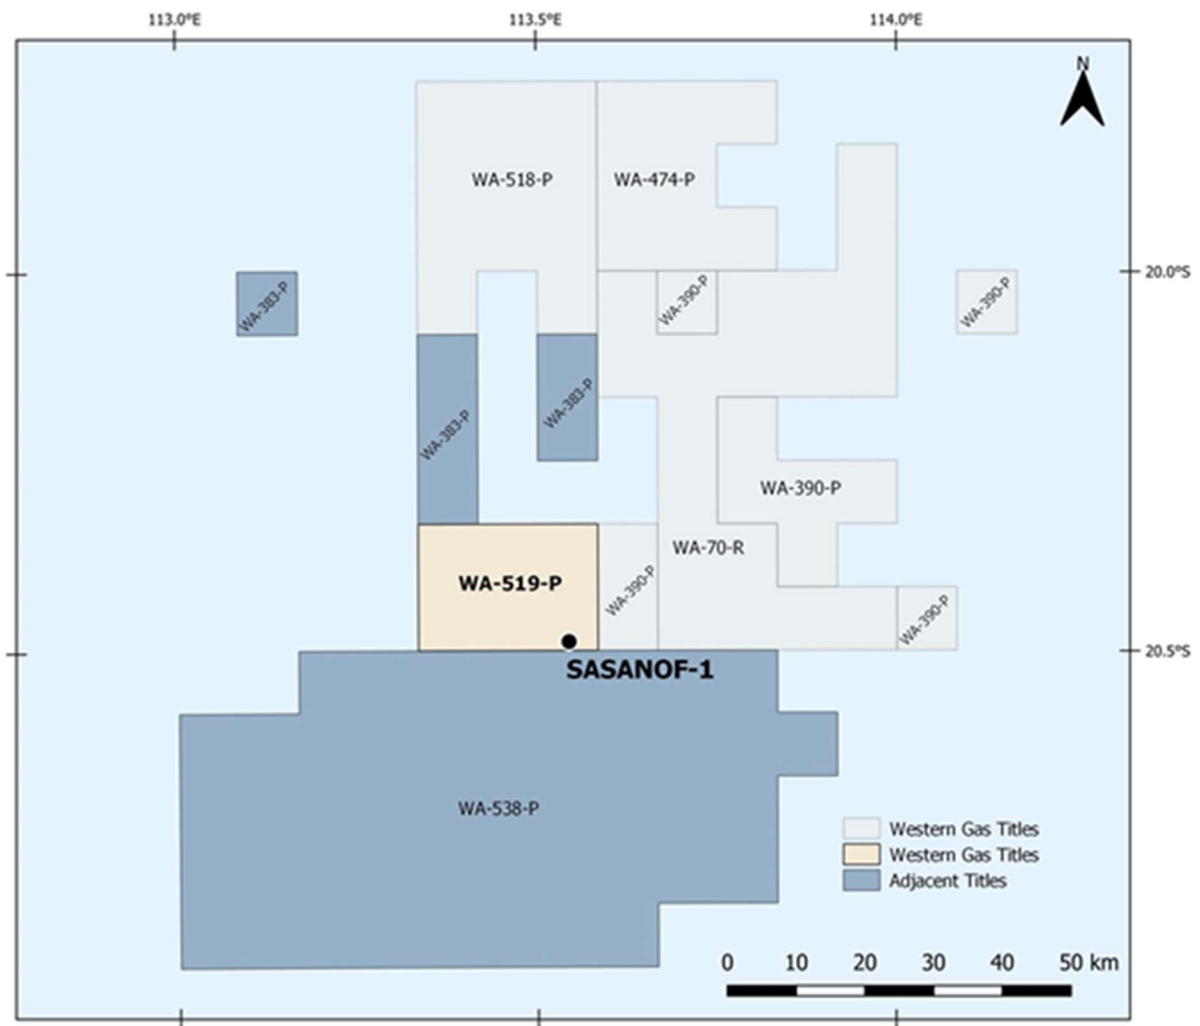 113.0°E
113.5°E
114.0°E
N
WA-518-P
WA-474-P
20.0°S
WA-383-P
WA-390-P
WA-390-P
WA-383-P
WA-383-P
WA-390-P
WA-70-R
WA-519-P
WA-390-P
WA-390-P
20.5°S
SASANOF-1
WA-538-P
Western Gas Titles
Western Gas Titles
Adjacent Titles
0 10 20 30 40 50 km